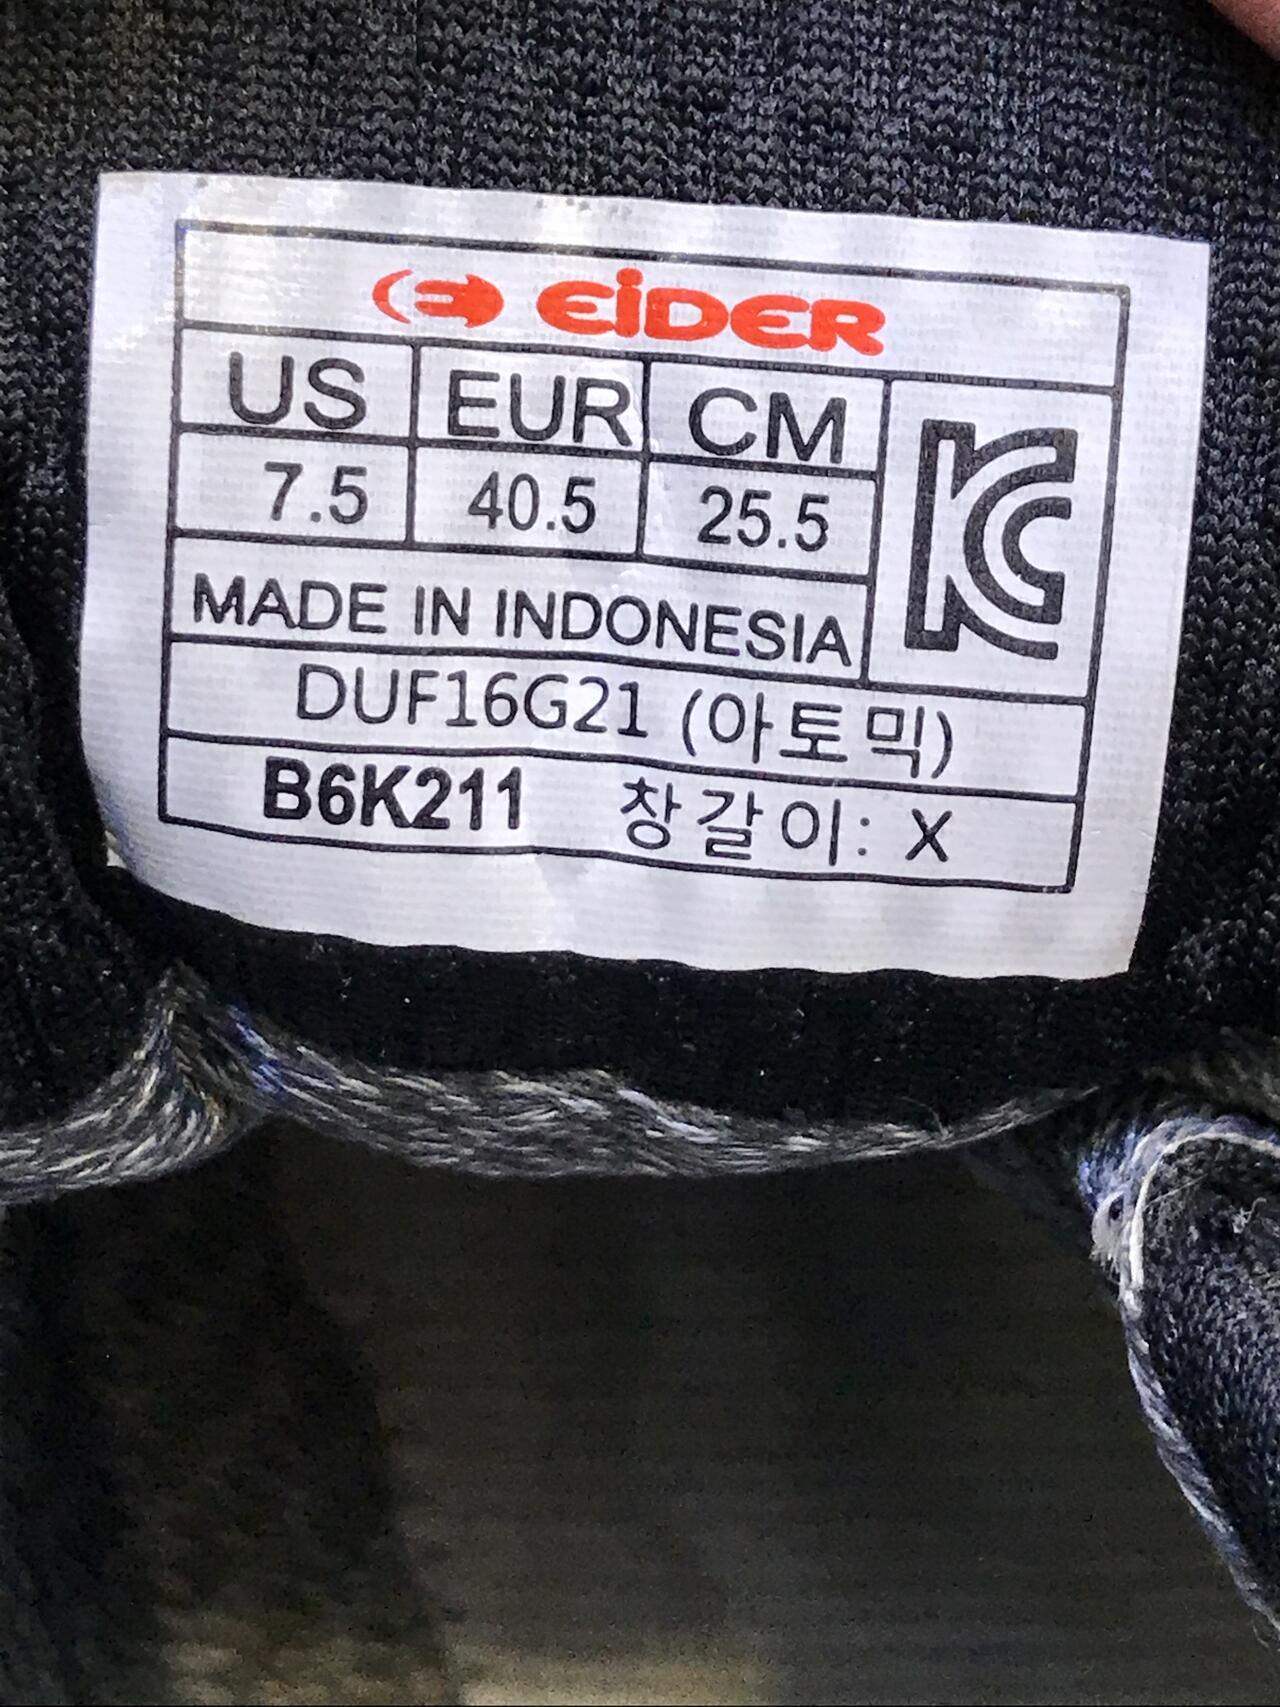 EiDER
US EUR CM
7.5 40.5 25.5
KC
MADE IN INDONESIA
DUF16G21 (아토믹)
B6K211 창갈이: X